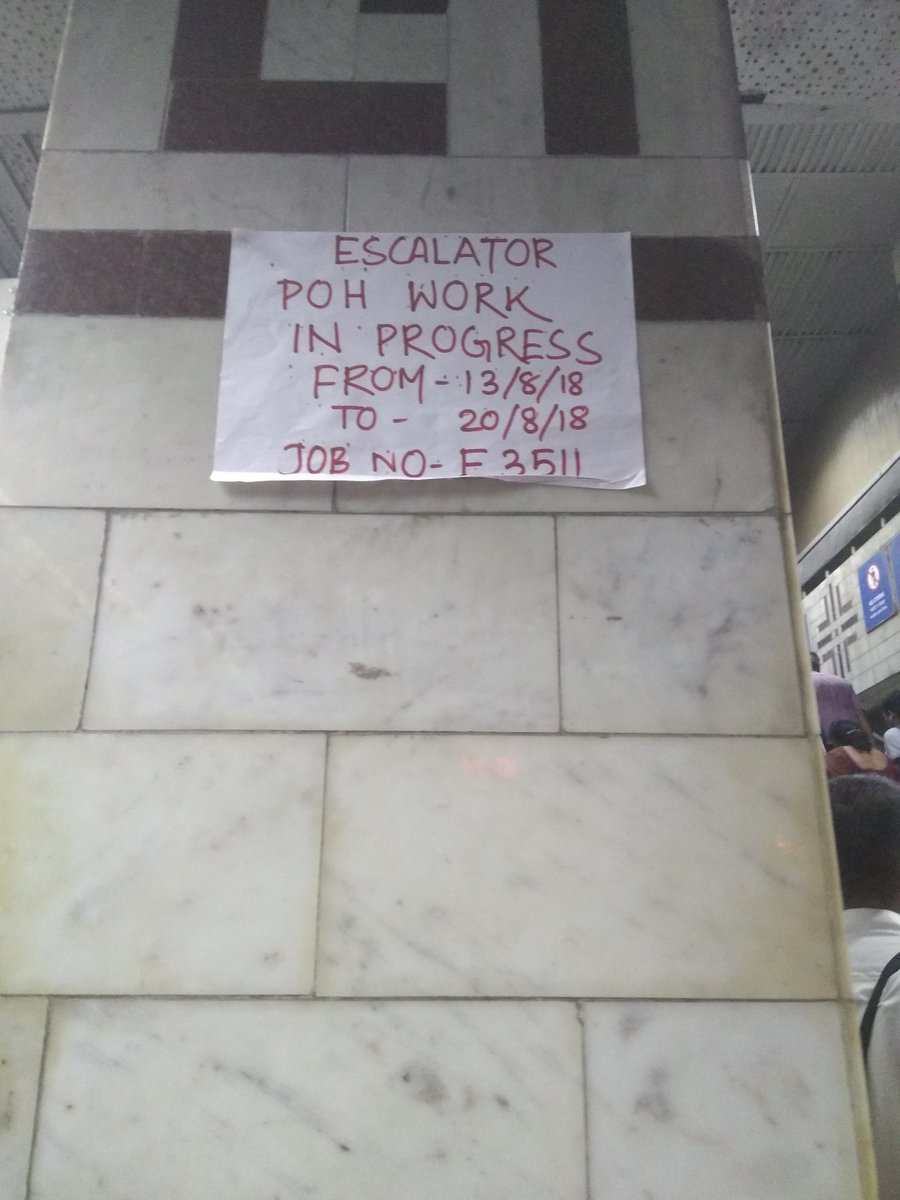 ESCALATOR
POH WORK
IN PROGRESS
FROM - 13/8/18
TO - 20/8/18
JOB NO- E 3511